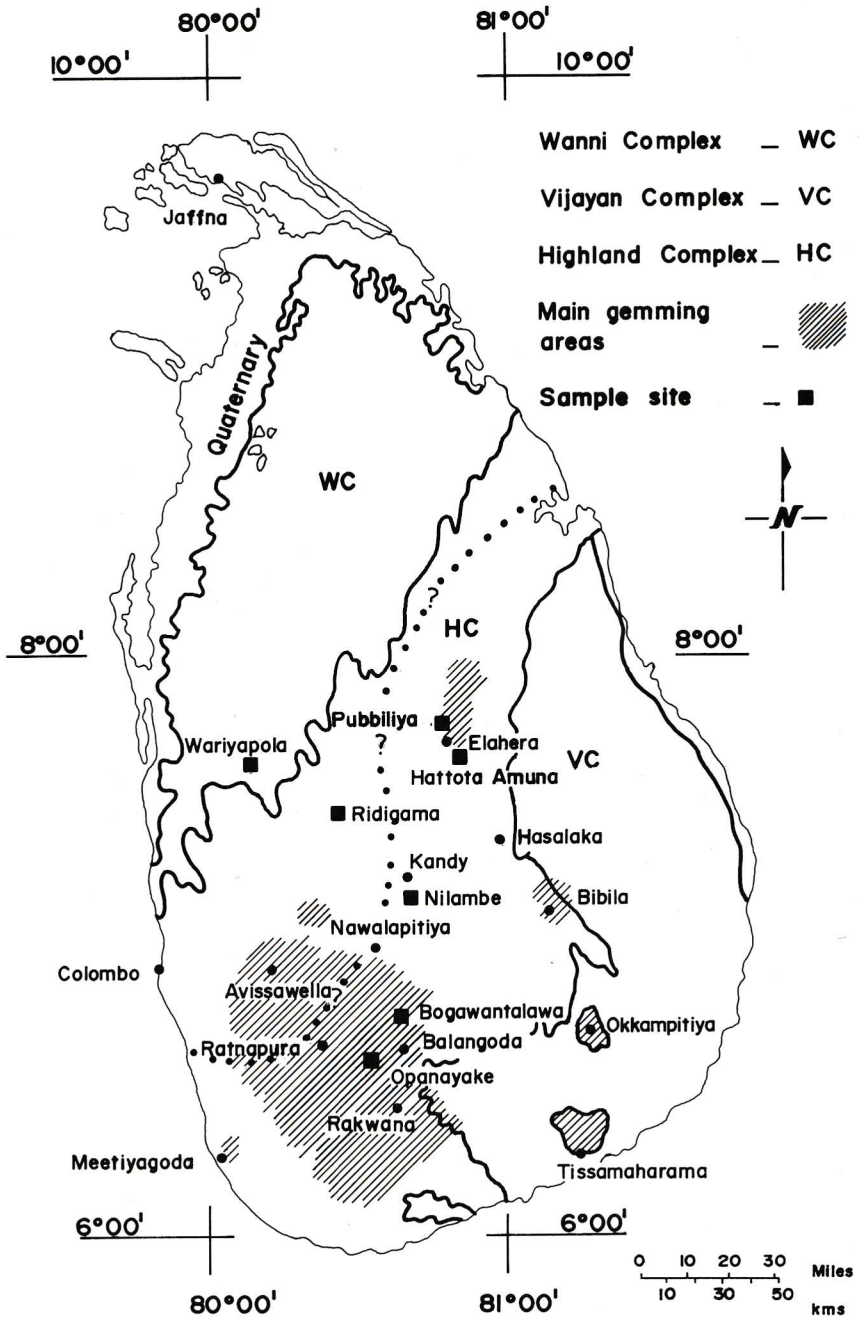 80°00'
81°00'
10°00'
10°00'
Wanni Complex – WC
Vijayan Complex – VC
Highland Complex – HC
Main gemming
areas –
Sample site –
Jaffna
Quaternary
WC
N
?
HC
8°00'
8°00'
Pubbiliya
Wariyapola
?
Elahera
VC
Hattota Amuna
Ridigama
Hasalaka
Kandy
Nilambe
Bibila
Nawalapitiya
Colombo
Avissawella
?
Bogawantalawa
Okkampitiya
Ratnapura
Balangoda
Opanayake
Rakwana
Meetiyagoda
Tissamaharama
6°00'
6°00'
80°00'
81°00'
0 10 20 30 Miles
10 30 50 kms